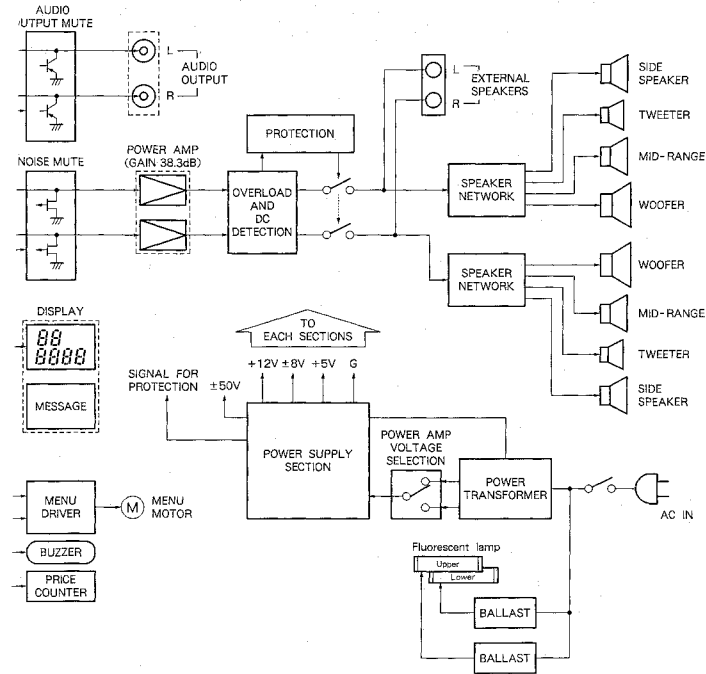 AUDIO
UTPUT MUTE
L
R
AUDIO
OUTPUT
NOISE MUTE
POWER AMP
(GAIN 38.3dB)
PROTECTION
OVERLOAD
AND
DC
DETECTION
L
R
EXTERNAL
SPEAKERS
SPEAKER
NETWORK
SIDE
SPEAKER
TWEETER
MID-RANGE
WOOFER
SPEAKER
NETWORK
WOOFER
MID-RANGE
TWEETER
SIDE
SPEAKER
DISPLAY
88
8888
MESSAGE
TO
EACH SECTIONS
SIGNAL FOR
PROTECTION
±50V
+12V ±8V +5V G
POWER SUPPLY
SECTION
POWER AMP
VOLTAGE
SELECTION
POWER
TRANSFORMER
AC IN
MENU
DRIVER
M
MENU
MOTOR
BUZZER
PRICE
COUNTER
Fluorescent lamp
Upper
Lower
BALLAST
BALLAST